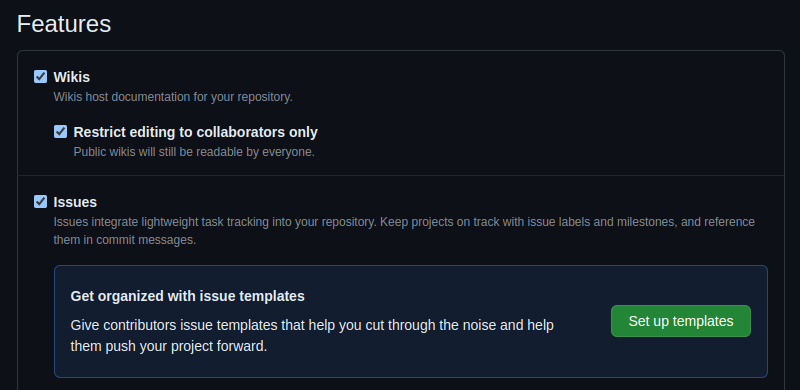 Features
Wikis
Wikis host documentation for your repository.
Restrict editing to collaborators only
Public wikis will still be readable by everyone.
Issues
Issues integrate lightweight task tracking into your repository. Keep projects on track with issue labels and milestones, and reference
them in commit messages.
Get organized with issue templates
Give contributors issue templates that help you cut through the noise and help
them push your project forward.
Set up templates